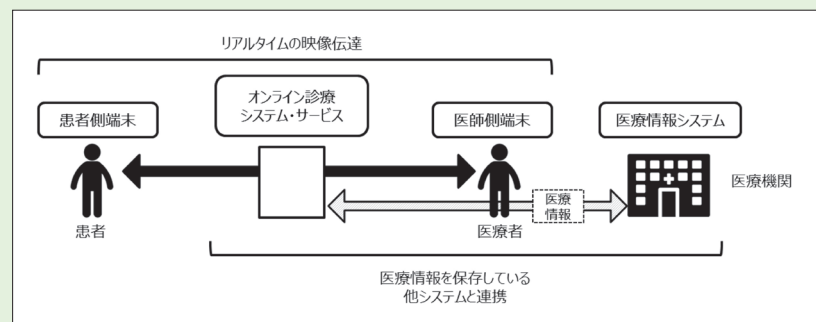 リアルタイムの映像伝達
オンライン診療
システム・サービス
患者側端末
医師側端末
医療情報システム
医療機関
医療
情報
患者
医療者
医療情報を保存している
他システムと連携